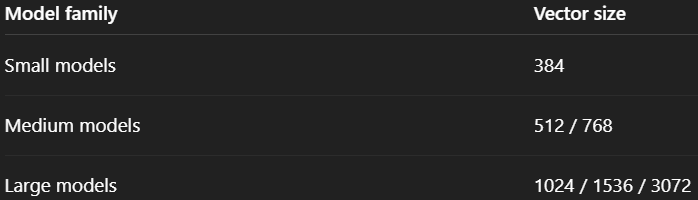 Model family Vector size
Small models 384
Medium models 512 / 768
Large models 1024 / 1536 / 3072